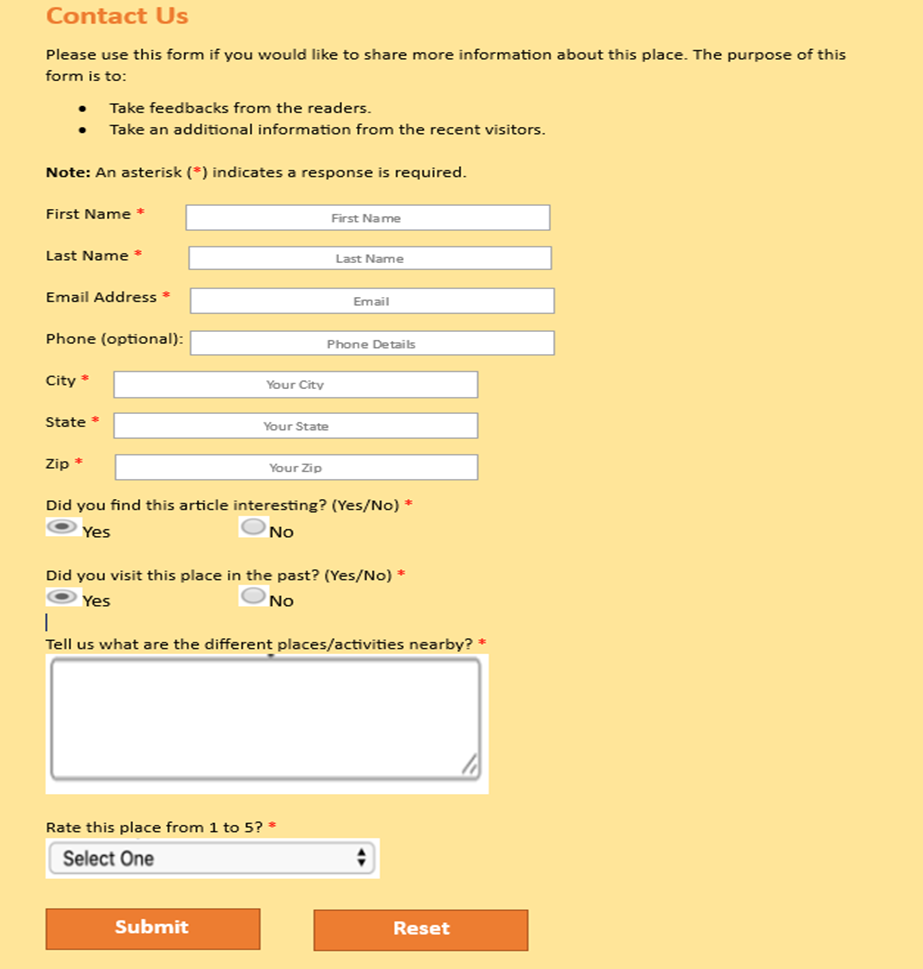 Contact Us
Please use this form if you would like to share more information about this place. The purpose of this
form is to:
• Take feedbacks from the readers.
• Take an additional information from the recent visitors.
Note: An asterisk (*) indicates a response is required.
First Name * First Name
Last Name * Last Name
Email Address * Email
Phone (optional): Phone Details
City * Your City
State * Your State
Zip * Your Zip
Did you find this article interesting? (Yes/No) *
Yes No
Did you visit this place in the past? (Yes/No) *
Yes No
Tell us what are the different places/activities nearby? *
Rate this place from 1 to 5? *
Select One
Submit Reset